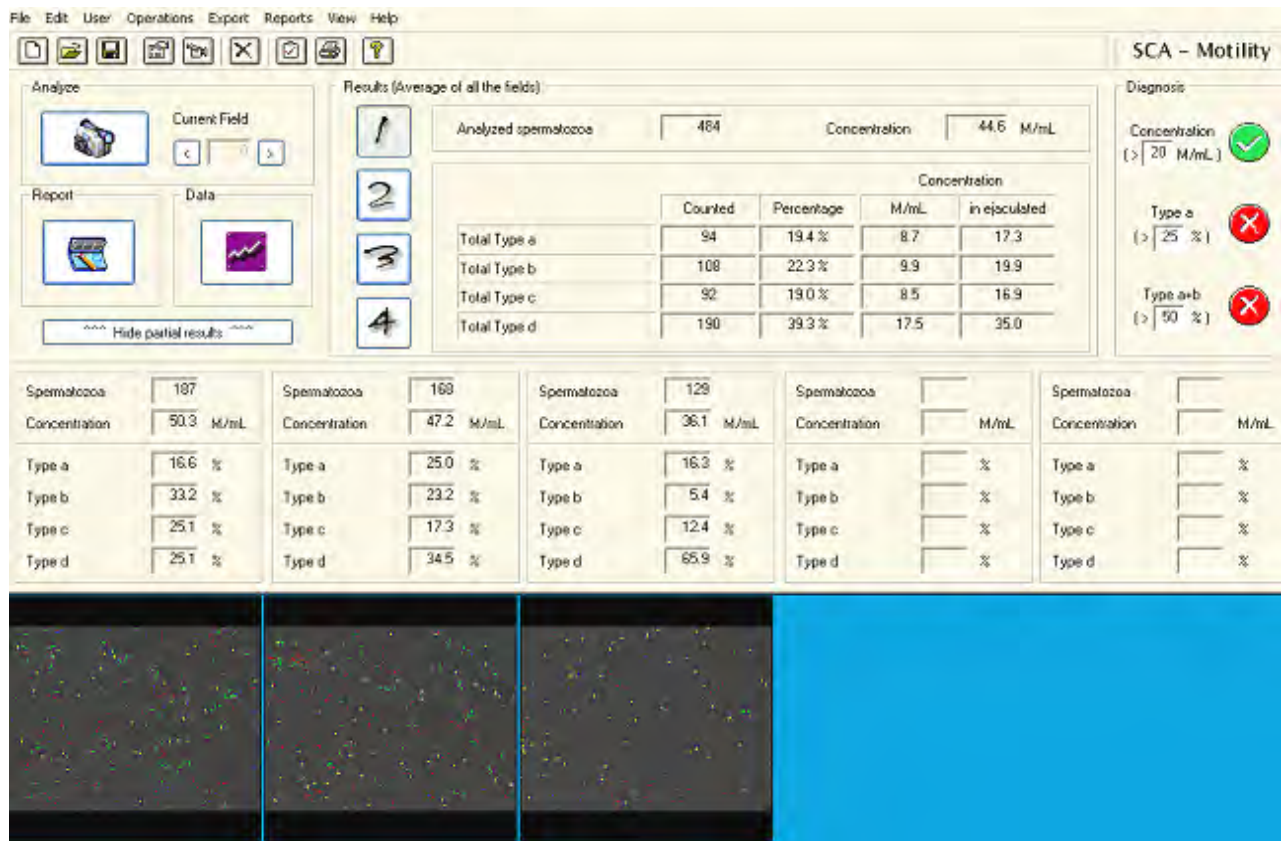 File Edit User Operations Export Reports View Help
SCA - Motility
Analyze
Current Field
< 0 >
Report
Data
^^^ Hide partial results ^^^
Results (Average of all the fields)
1
2
3
4
Analyzed spermatozoa 484 Concentration 44.6 M/mL
Concentration
Counted Percentage M/mL in ejaculated
Total Type a 94 19.4 % 8.7 17.3
Total Type b 108 22.3 % 9.9 19.9
Total Type c 92 19.0 % 8.5 16.9
Total Type d 190 39.3 % 17.5 35.0
Diagnosis
Concentration
(> 20 M/mL)
Type a
(> 25 %)
Type a+b
(> 50 %)
Spermatozoa 187
Concentration 50.3 M/mL
Type a 16.6 %
Type b 33.2 %
Type c 25.1 %
Type d 25.1 %
Spermatozoa 168
Concentration 47.2 M/mL
Type a 25.0 %
Type b 23.2 %
Type c 17.3 %
Type d 34.5 %
Spermatozoa 129
Concentration 36.1 M/mL
Type a 16.3 %
Type b 5.4 %
Type c 12.4 %
Type d 65.9 %
Spermatozoa
Concentration M/mL
Type a %
Type b %
Type c %
Type d %
Spermatozoa
Concentration M/mL
Type a %
Type b %
Type c %
Type d %